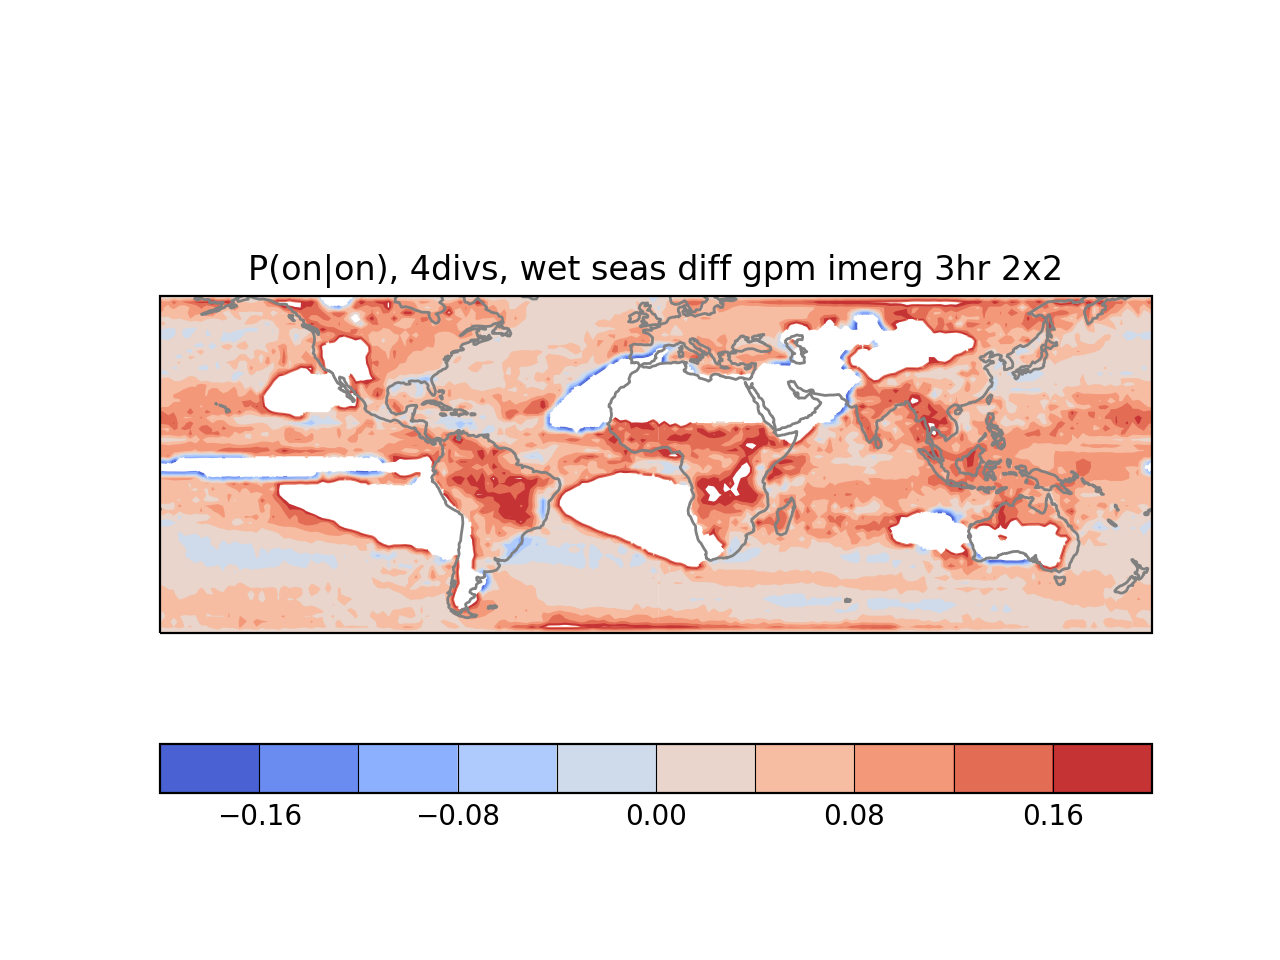 P(on|on), 4divs, wet seas diff gpm imerg 3hr 2x2
−0.16 −0.08 0.00 0.08 0.16